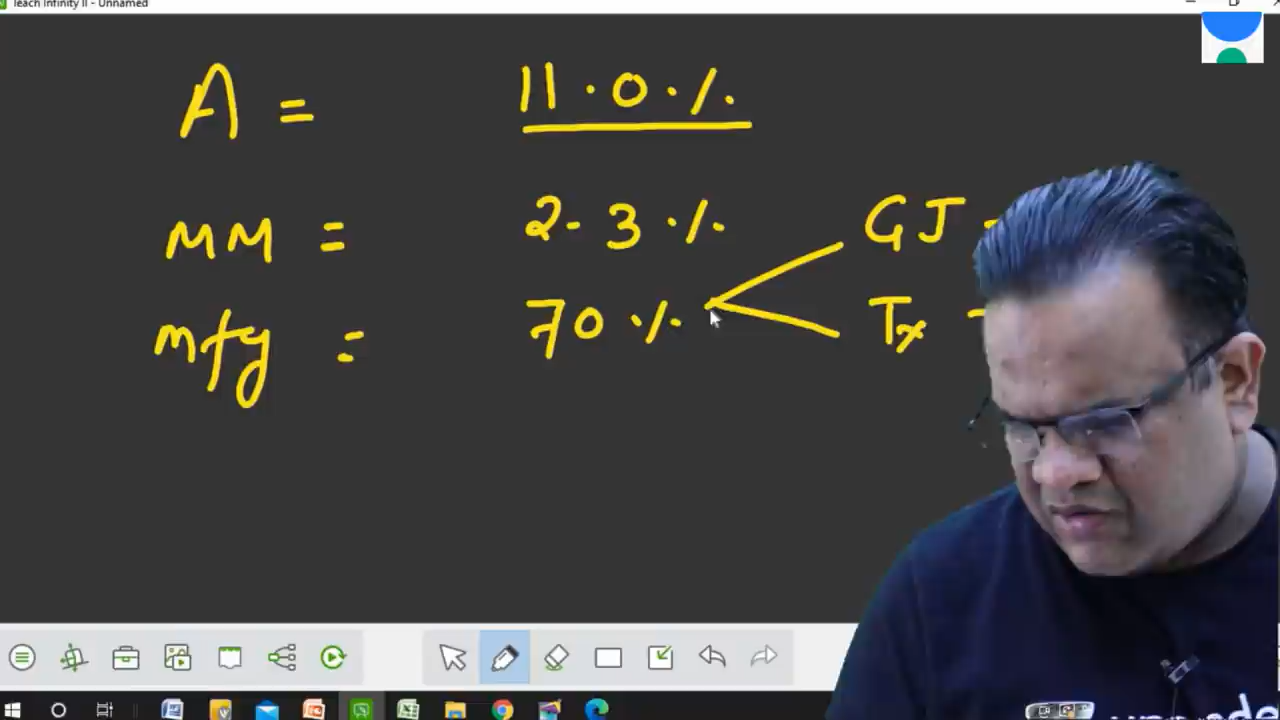 Teach Infinity II - Unnamed
A = 11.0%
MM = 2-3%
GJ -
Mfg = 70%
Tx -